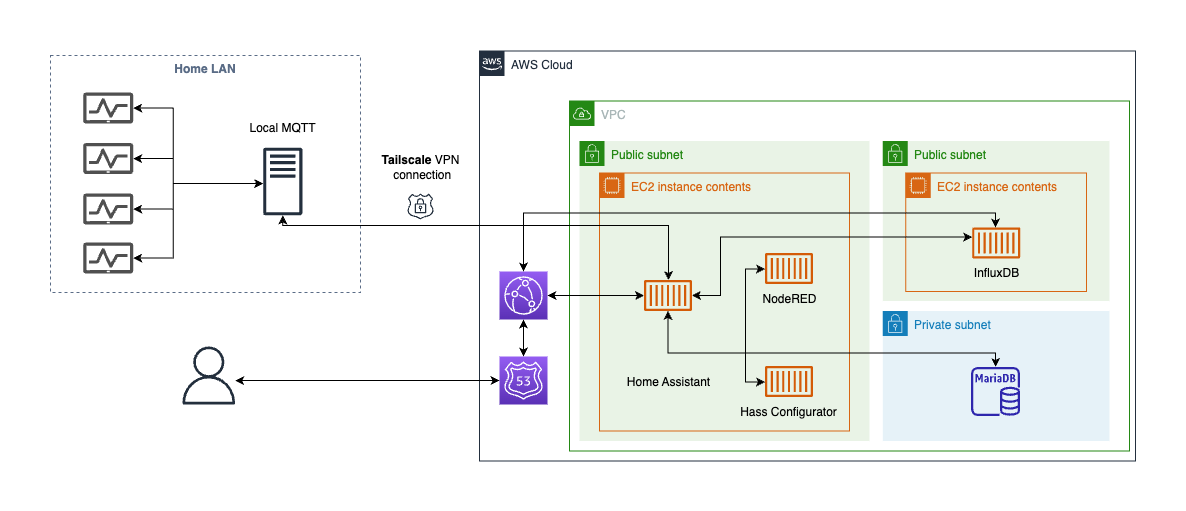 Home LAN
Local MQTT
Tailscale VPN
connection
aws
AWS Cloud
VPC
Public subnet
EC2 instance contents
NodeRED
Home Assistant
Hass Configurator
Public subnet
EC2 instance contents
InfluxDB
Private subnet
MariaDB
53